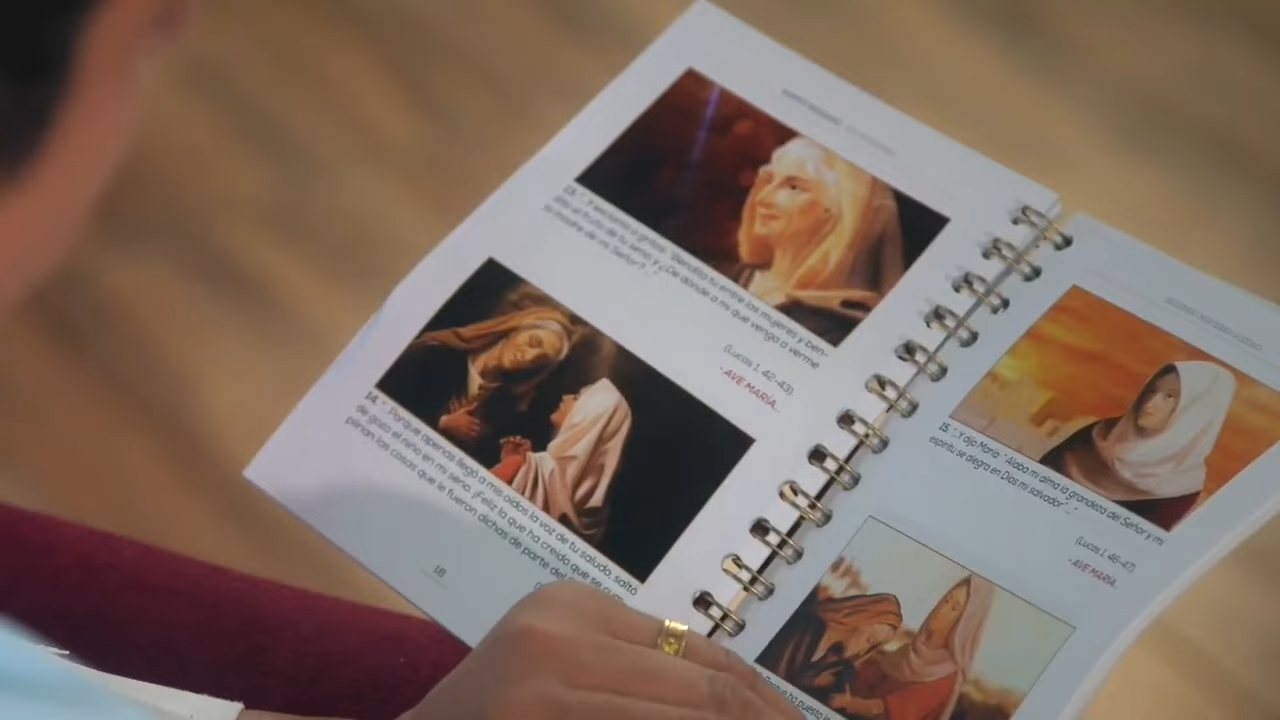 13. "...Y exclamó a gritos: "Bendita tú entre las mujeres y ben-
dito el fruto de tu seno; y ¿De dónde a mí que venga a verme
la madre de mi Señor?..."
(Lucas 1, 42-43)
- AVE MARÍA...
14. "...Porque apenas llegó a mis oídos la voz de tu saludo, saltó
de gozo el niño en mi seno. ¡Feliz la que ha creído que se cum-
plirían las cosas que le fueron dichas de parte del
18
15. "...Y dijo María: "Alaba mi alma la grandeza del Señor y mi
espíritu se alegra en Dios mi salvador"..."
(Lucas 1, 46-47)
-AVE MARÍA...
ha puesto